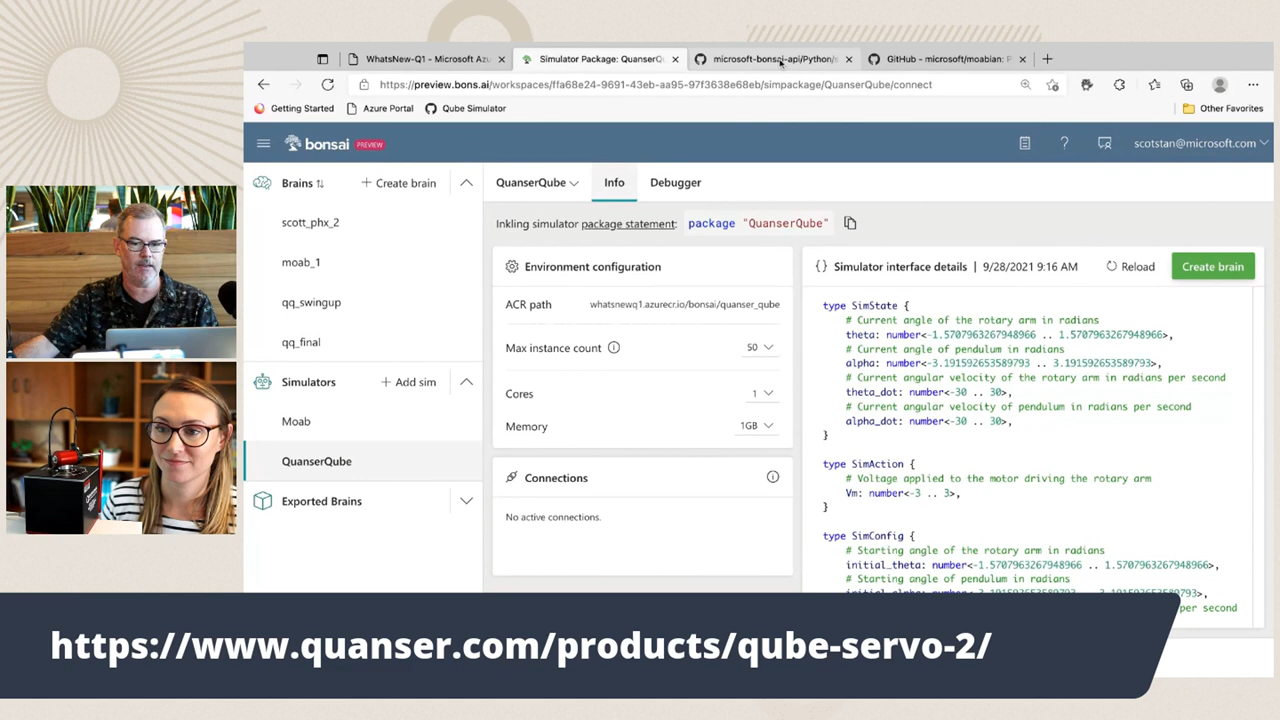 WhatsNew-Q1 - Microsoft Az
Simulator Package: QuanserQ
microsoft-bonsai-api/Python/s
GitHub - microsoft/moabian: P
https://preview.bons.ai/workspaces/ffa68e24-9691-43eb-aa95-97f3638e68eb/simpackage/QuanserQube/connect
Getting Started
Azure Portal
Qube Simulator
Other Favorites
bonsai PREVIEW
scotstan@microsoft.com
Brains
Create brain
scott_phx_2
moab_1
qq_swingup
qq_final
Simulators
Add sim
Moab
QuanserQube
Exported Brains
QuanserQube
Info
Debugger
Inkling simulator package statement: package "QuanserQube"
Environment configuration
ACR path whatsnewq1.azurecr.io/bonsai/quanser_qube
Max instance count 50
Cores 1
Memory 1GB
Connections
No active connections.
{} Simulator interface details | 9/28/2021 9:16 AM
Reload
Create brain
type SimState {
# Current angle of the rotary arm in radians
theta: number<-1.5707963267948966 .. 1.5707963267948966>,
# Current angle of pendulum in radians
alpha: number<-3.191592653589793 .. 3.191592653589793>,
# Current angular velocity of the rotary arm in radians per second
theta_dot: number<-30 .. 30>,
# Current angular velocity of pendulum in radians per second
alpha_dot: number<-30 .. 30>,
}
type SimAction {
# Voltage applied to the motor driving the rotary arm
Vm: number<-3 .. 3>,
}
type SimConfig {
# Starting angle of the rotary arm in radians
initial_theta: number<-1.5707963267948966 .. 1.5707963267948966>,
# Starting angle of pendulum in radians
per second
https://www.quanser.com/products/qube-servo-2/